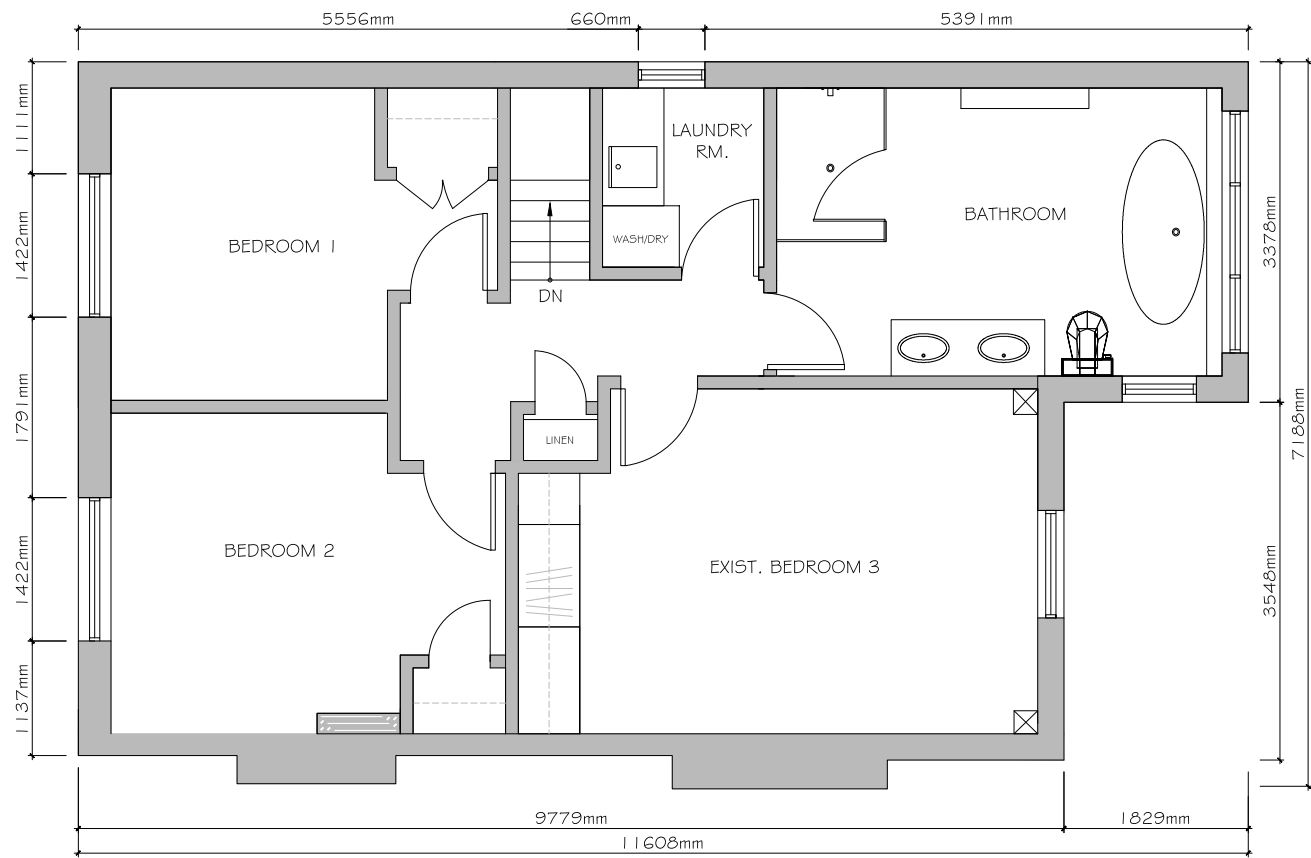 5556mm
660mm
5391mm
1111mm
1422mm
1791mm
1422mm
1137mm
LAUNDRY
RM.
BATHROOM
BEDROOM 1
WASH/DRY
DN
LINEN
BEDROOM 2
EXIST. BEDROOM 3
3378mm
7188mm
3548mm
9779mm
1829mm
11608mm